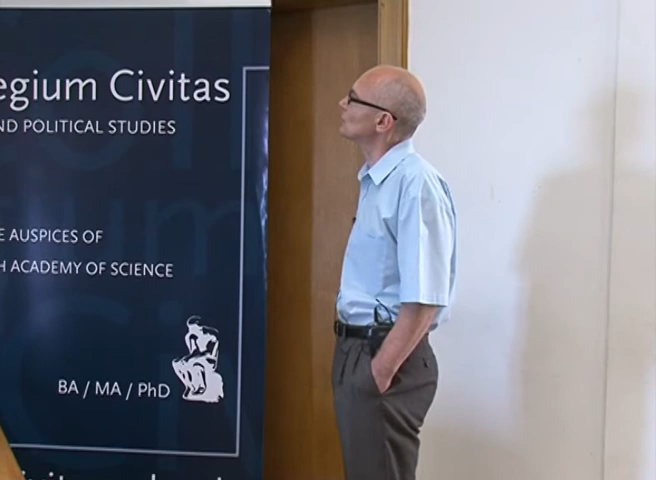 egium Civitas
ND POLITICAL STUDIES
E AUSPICES OF
H ACADEMY OF SCIENCE
BA / MA / PhD